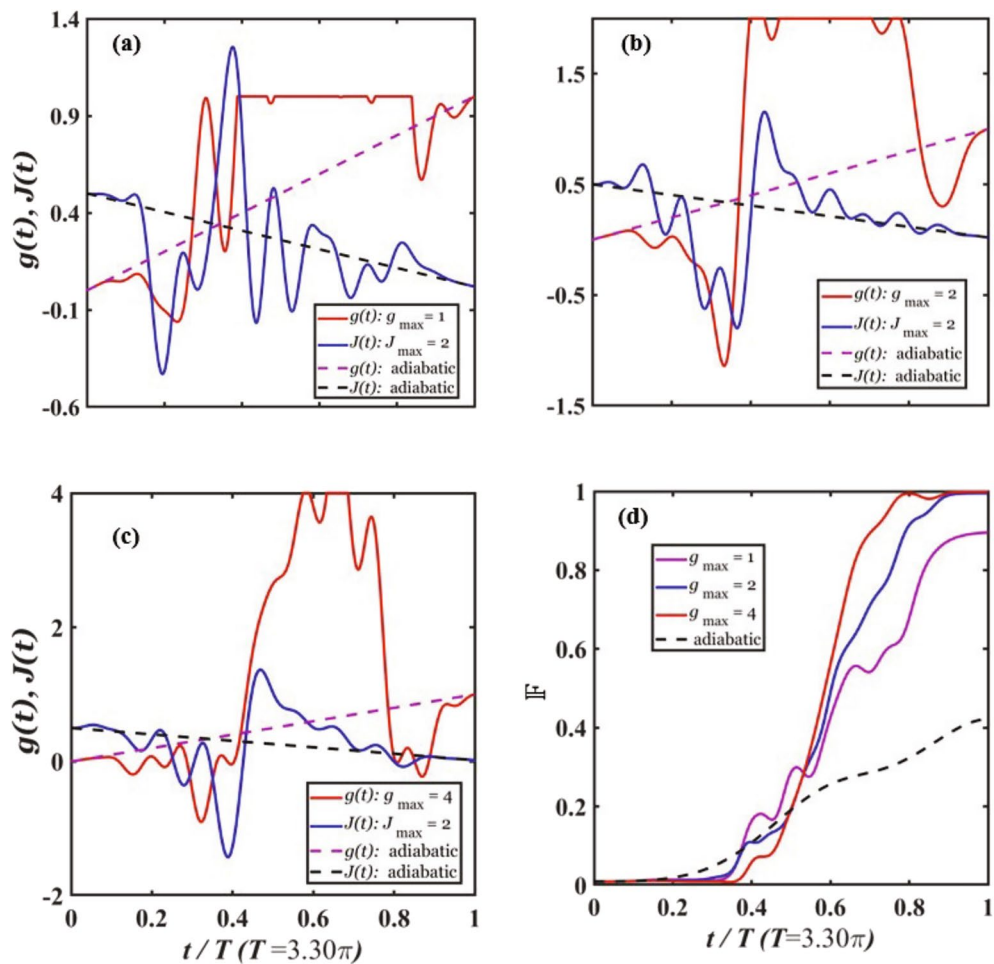 (a)
1.4
0.9
0.4
-0.1
-0.6
g(t), J(t)
g(t): g max = 1
J(t): J max = 2
g(t): adiabatic
J(t): adiabatic
(b)
1.5
0.5
-0.5
-1.5
g(t): g max = 2
J(t): J max = 2
g(t): adiabatic
J(t): adiabatic
(c)
4
2
0
-2
g(t), J(t)
g(t): g max = 4
J(t): J max = 2
g(t): adiabatic
J(t): adiabatic
0 0.2 0.4 0.6 0.8 1
t / T (T=3.30π)
(d)
1
0.8
0.6
0.4
0.2
0
𝔽
g max = 1
g max = 2
g max = 4
adiabatic
0 0.2 0.4 0.6 0.8 1
t / T (T=3.30π)